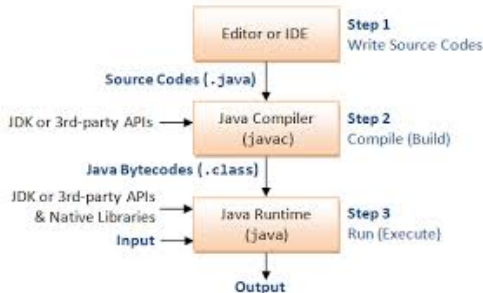 Editor or IDE
Step 1
Write Source Codes
Source Codes (.java)
JDK or 3rd-party APIs
Java Compiler
(javac)
Step 2
Compile (Build)
Java Bytecodes (.class)
JDK or 3rd-party APIs
& Native Libraries
Input
Java Runtime
(java)
Step 3
Run (Execute)
Output